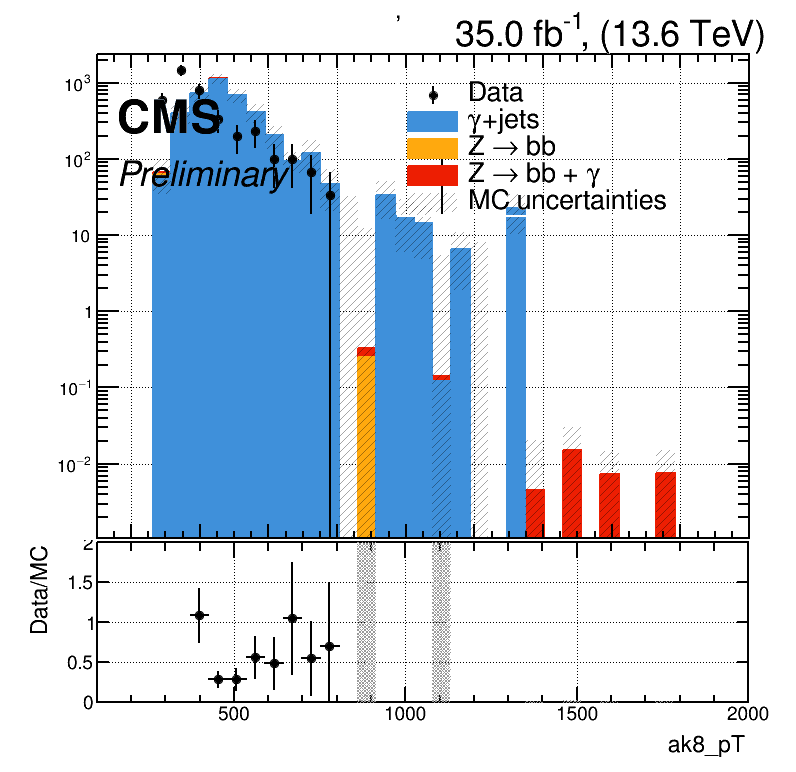 ,
35.0 fb-1, (13.6 TeV)
CMS
Preliminary
Data
γ+jets
Z → bb
Z → bb + γ
MC uncertainties
10³
10²
10
1
10⁻¹
10⁻²
Data/MC
2
1.5
1
0.5
0
500 1000 1500 2000
ak8_pT